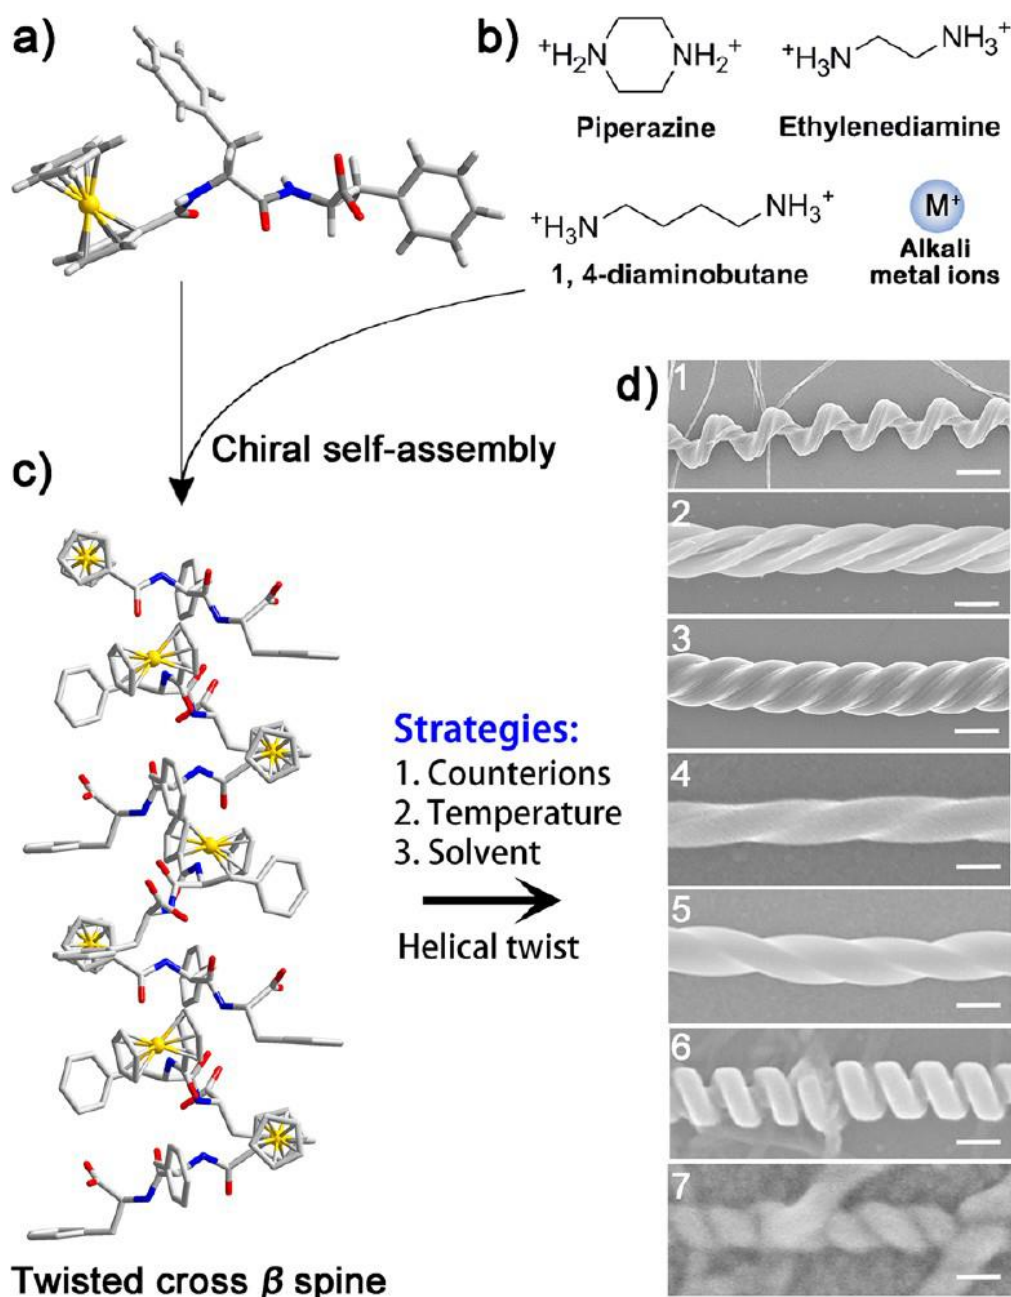 a)
b)
⁺H2N
NH2⁺
Piperazine
⁺H3N
NH3⁺
Ethylenediamine
⁺H3N
NH3⁺
1, 4-diaminobutane
M⁺
Alkali
metal ions
Chiral self-assembly
c)
Twisted cross β spine
Strategies:
1. Counterions
2. Temperature
3. Solvent
Helical twist
d)
1
2
3
4
5
6
7